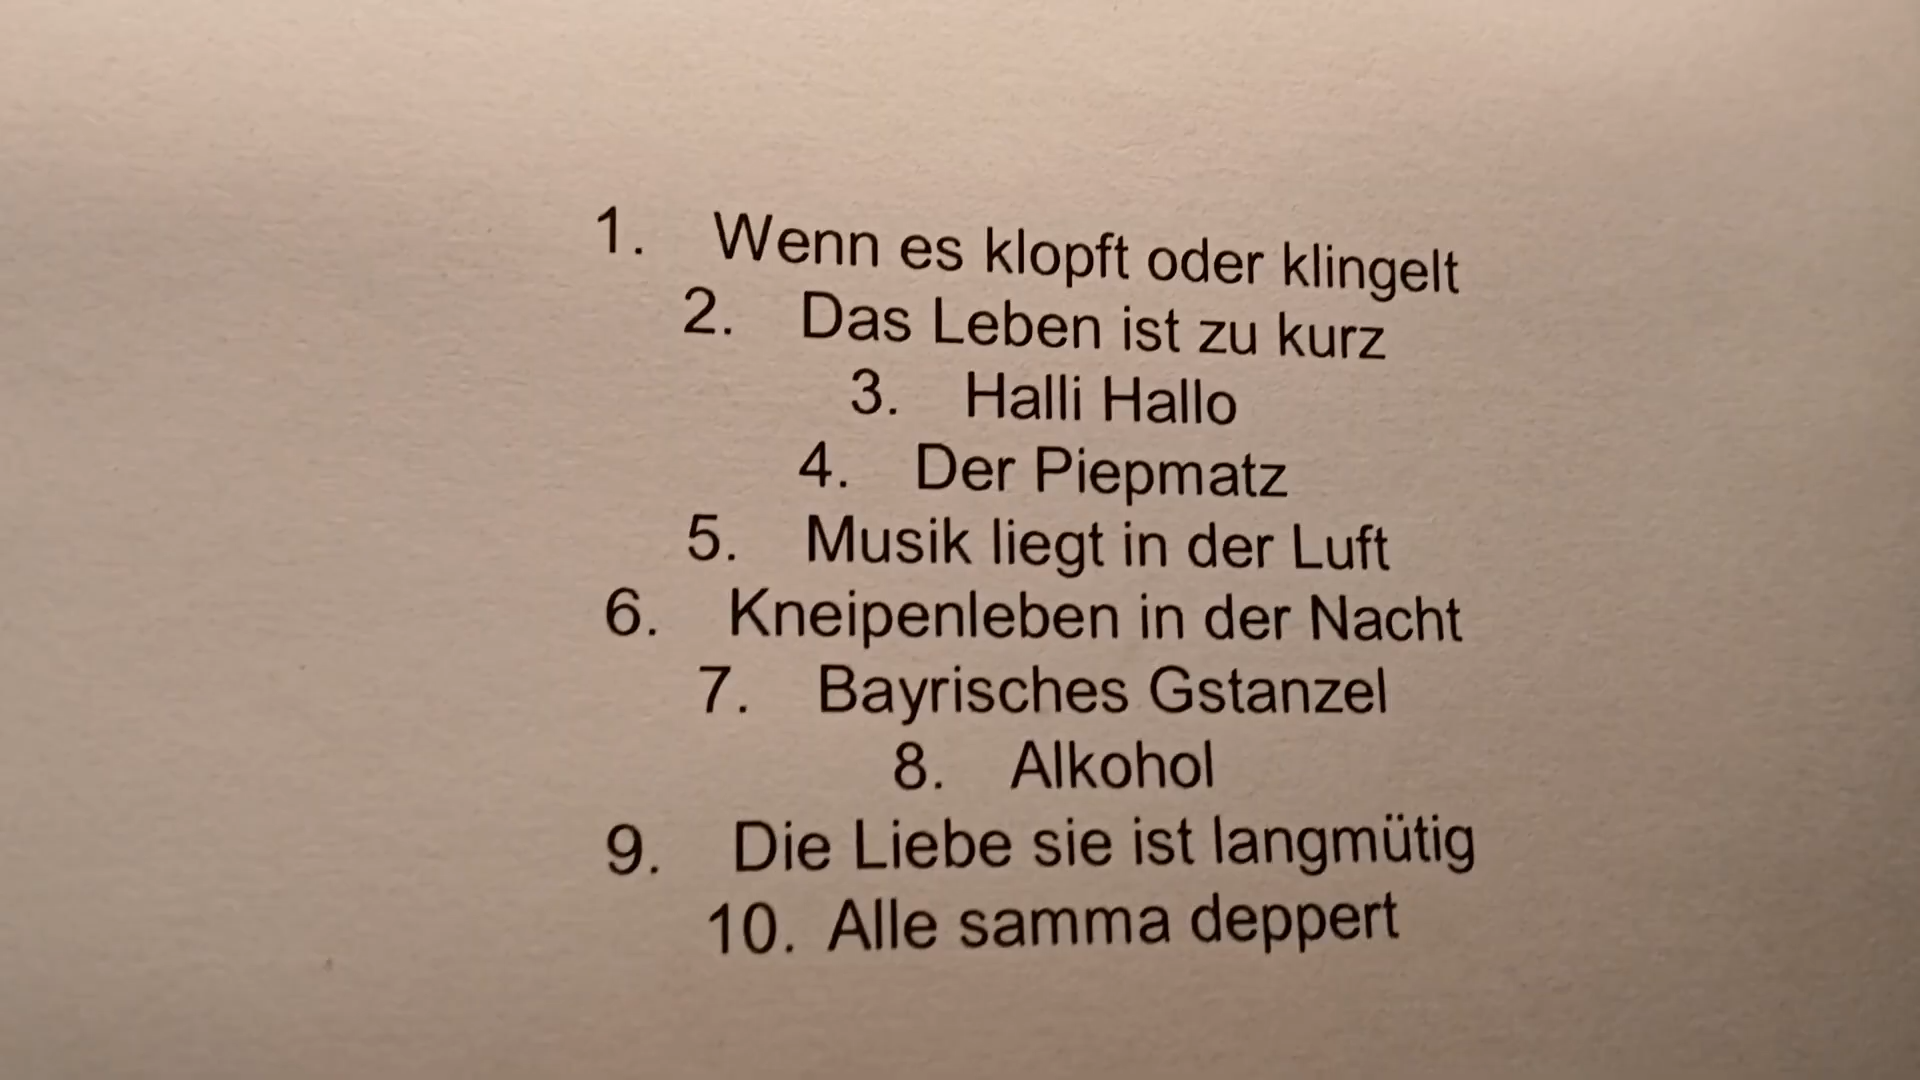 1. Wenn es klopft oder klingelt
2. Das Leben ist zu kurz
3. Halli Hallo
4. Der Piepmatz
5. Musik liegt in der Luft
6. Kneipenleben in der Nacht
7. Bayrisches Gstanzel
8. Alkohol
9. Die Liebe sie ist langmütig
10. Alle samma deppert